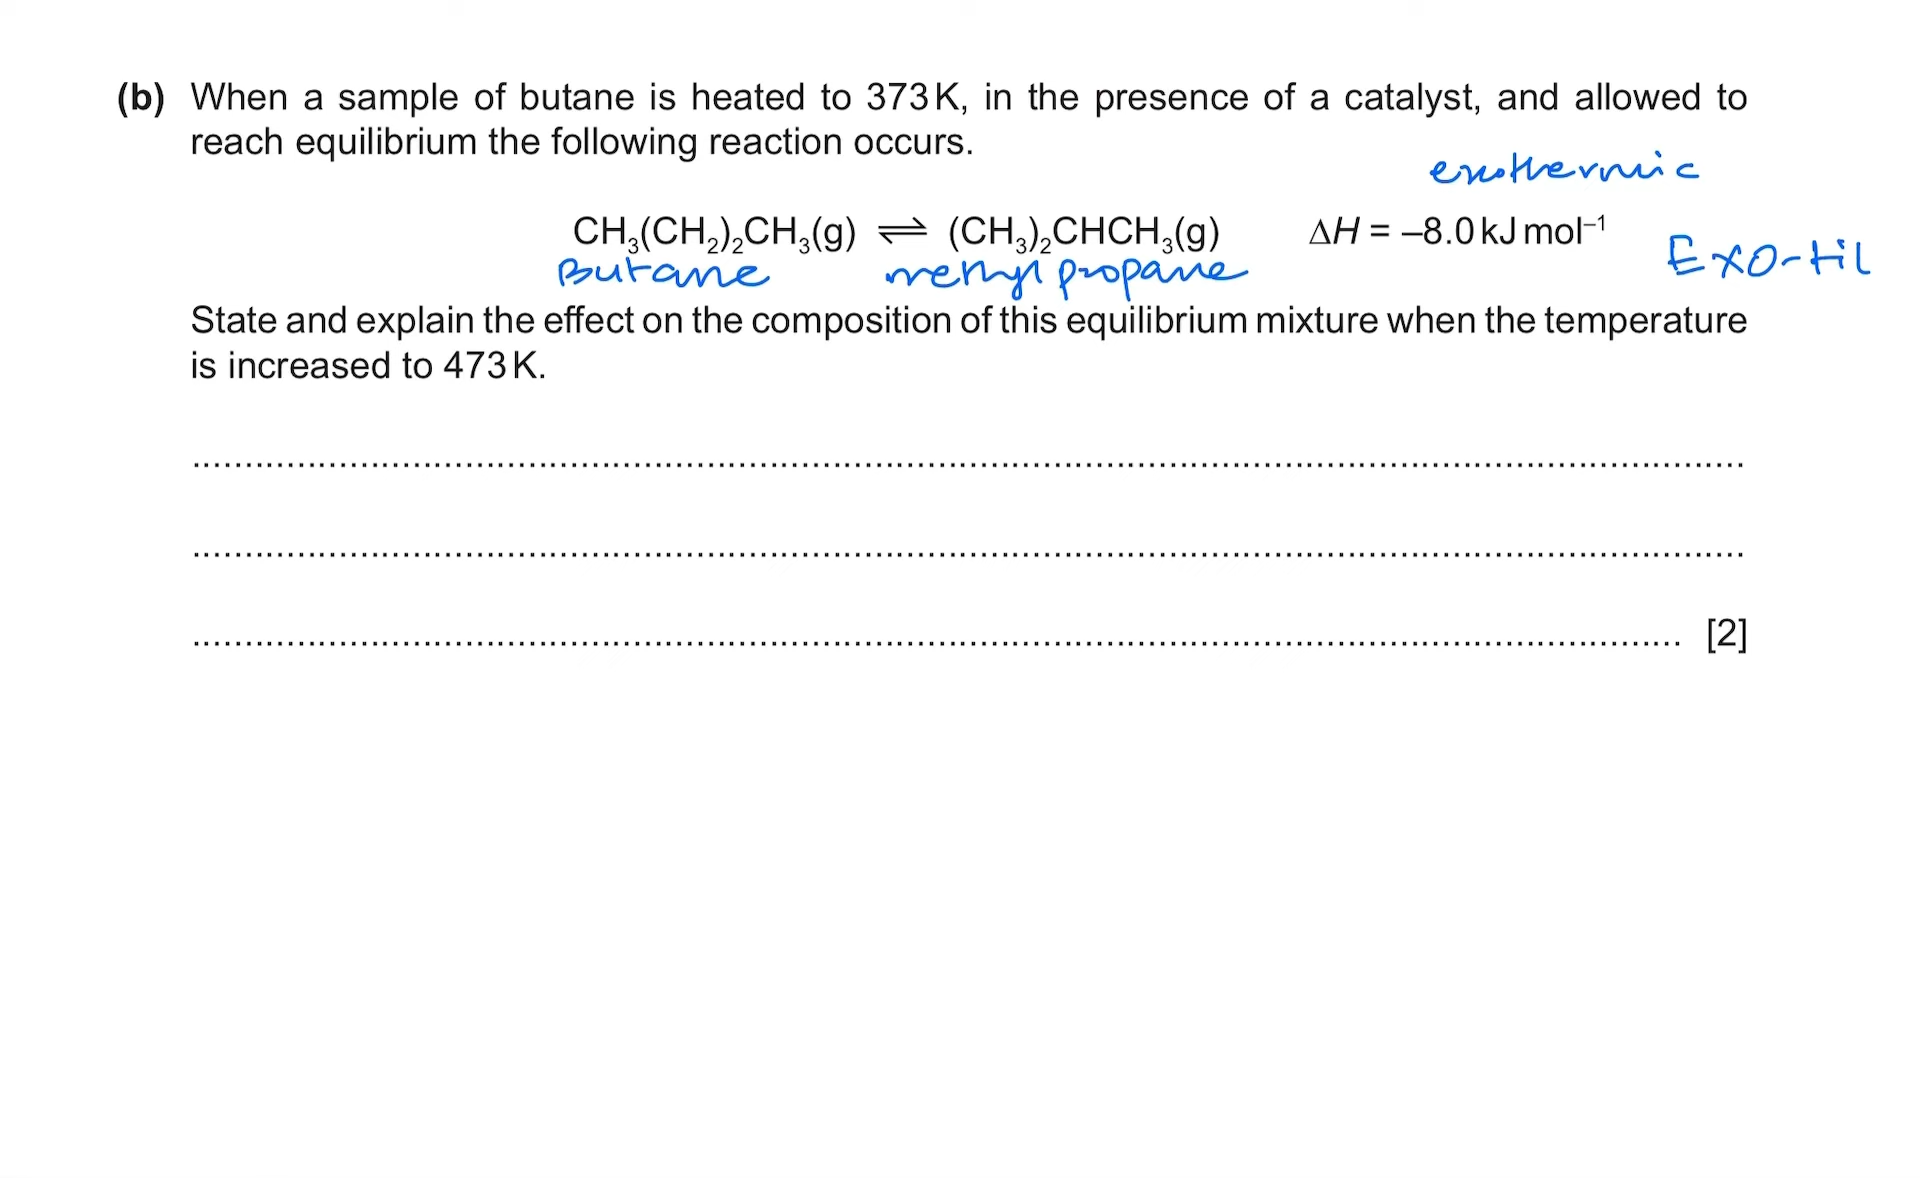 (b) When a sample of butane is heated to 373 K, in the presence of a catalyst, and allowed to
reach equilibrium the following reaction occurs.
exothermic
CH₃(CH₂)₂CH₃(g) ⇌ (CH₃)₂CHCH₃(g) ΔH = –8.0 kJ mol⁻¹
Butane methyl propane Exo-til
State and explain the effect on the composition of this equilibrium mixture when the temperature
is increased to 473 K.
[2]